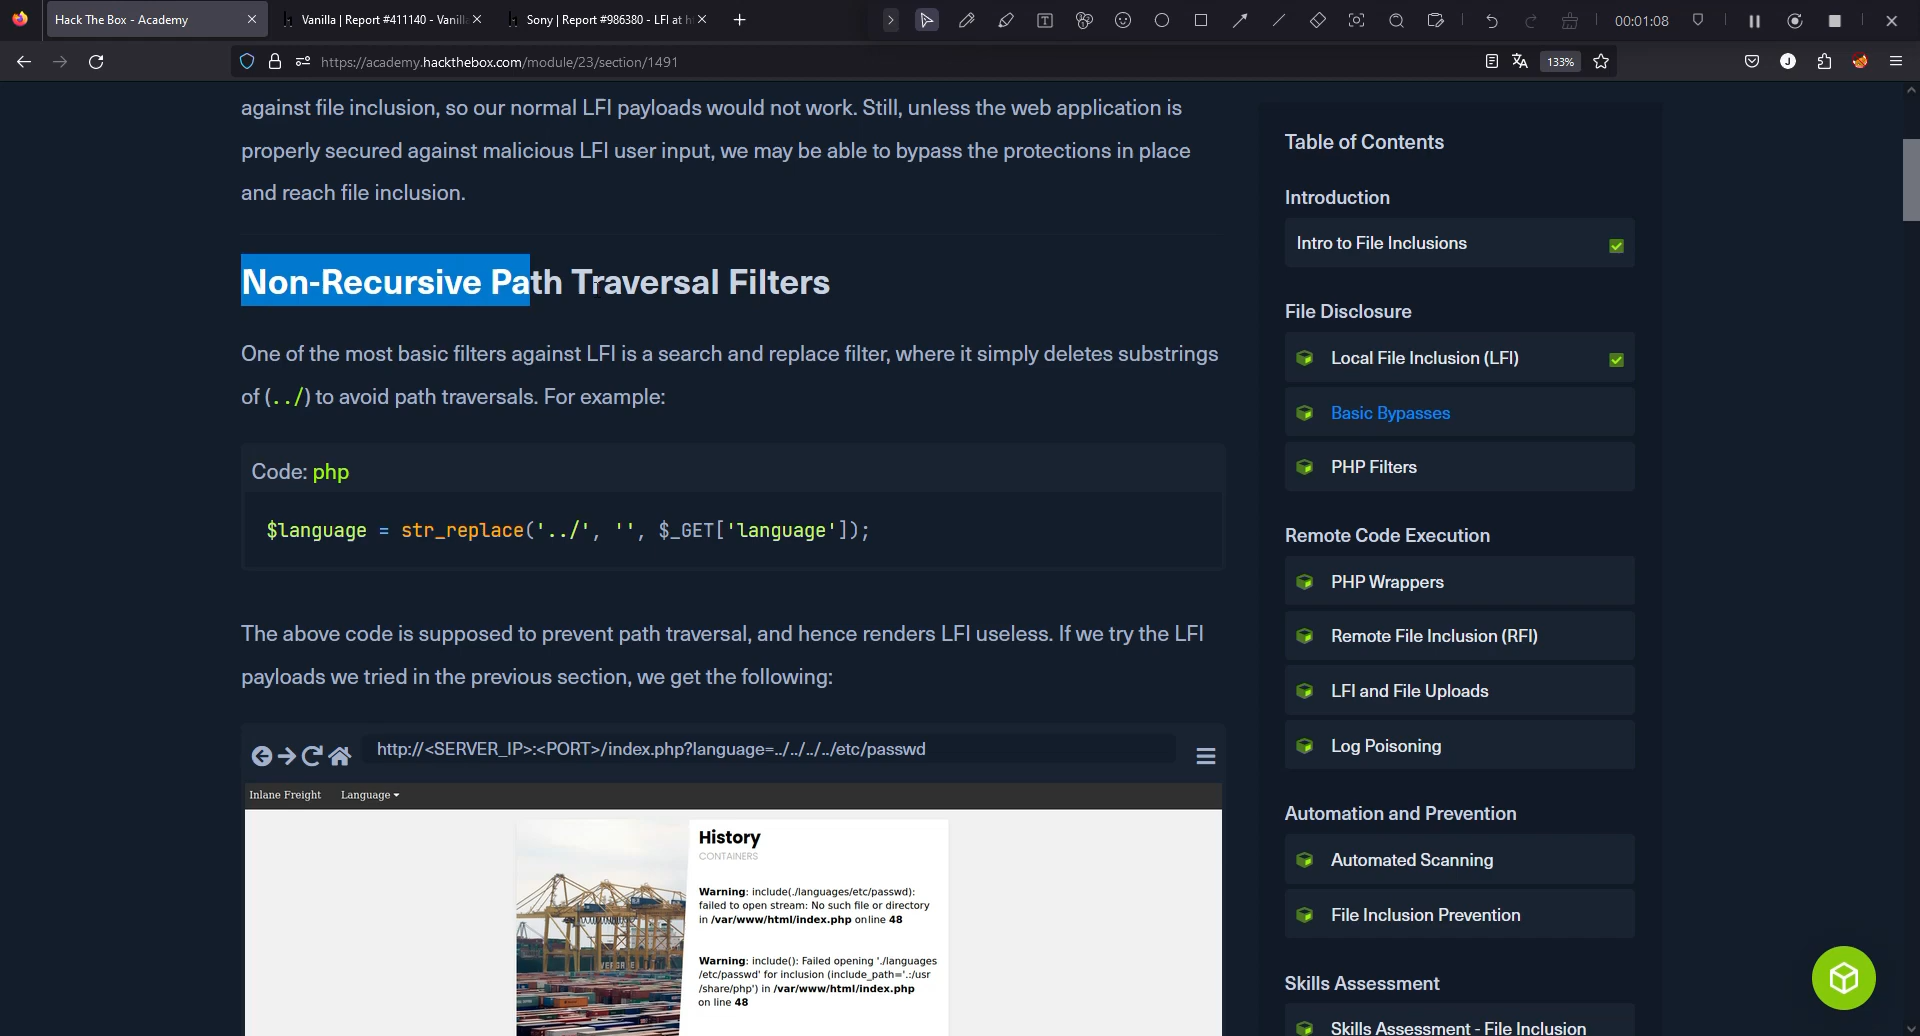 Hack The Box - Academy
Vanilla | Report #411140 - Vanill
Sony | Report #986380 - LFI at h
00:01:08
https://academy.hackthebox.com/module/23/section/1491
133%
J
against file inclusion, so our normal LFI payloads would not work. Still, unless the web application is
properly secured against malicious LFI user input, we may be able to bypass the protections in place
and reach file inclusion.
Non-Recursive Path Traversal Filters
One of the most basic filters against LFI is a search and replace filter, where it simply deletes substrings
of (../) to avoid path traversals. For example:
Code: php
$language = str_replace('../', '', $_GET['language']);
The above code is supposed to prevent path traversal, and hence renders LFI useless. If we try the LFI
payloads we tried in the previous section, we get the following:
http://<SERVER_IP>:<PORT>/index.php?language=../../../../etc/passwd
Inlane Freight Language
History
CONTAINERS
Warning: include(./languages/etc/passwd):
failed to open stream: No such file or directory
in /var/www/html/index.php on line 48
Warning: include(): Failed opening './languages
/etc/passwd' for inclusion (include_path='.:/usr
/share/php') in /var/www/html/index.php
on line 48
Table of Contents
Introduction
Intro to File Inclusions
File Disclosure
Local File Inclusion (LFI)
Basic Bypasses
PHP Filters
Remote Code Execution
PHP Wrappers
Remote File Inclusion (RFI)
LFI and File Uploads
Log Poisoning
Automation and Prevention
Automated Scanning
File Inclusion Prevention
Skills Assessment
Skills Assessment - File Inclusion